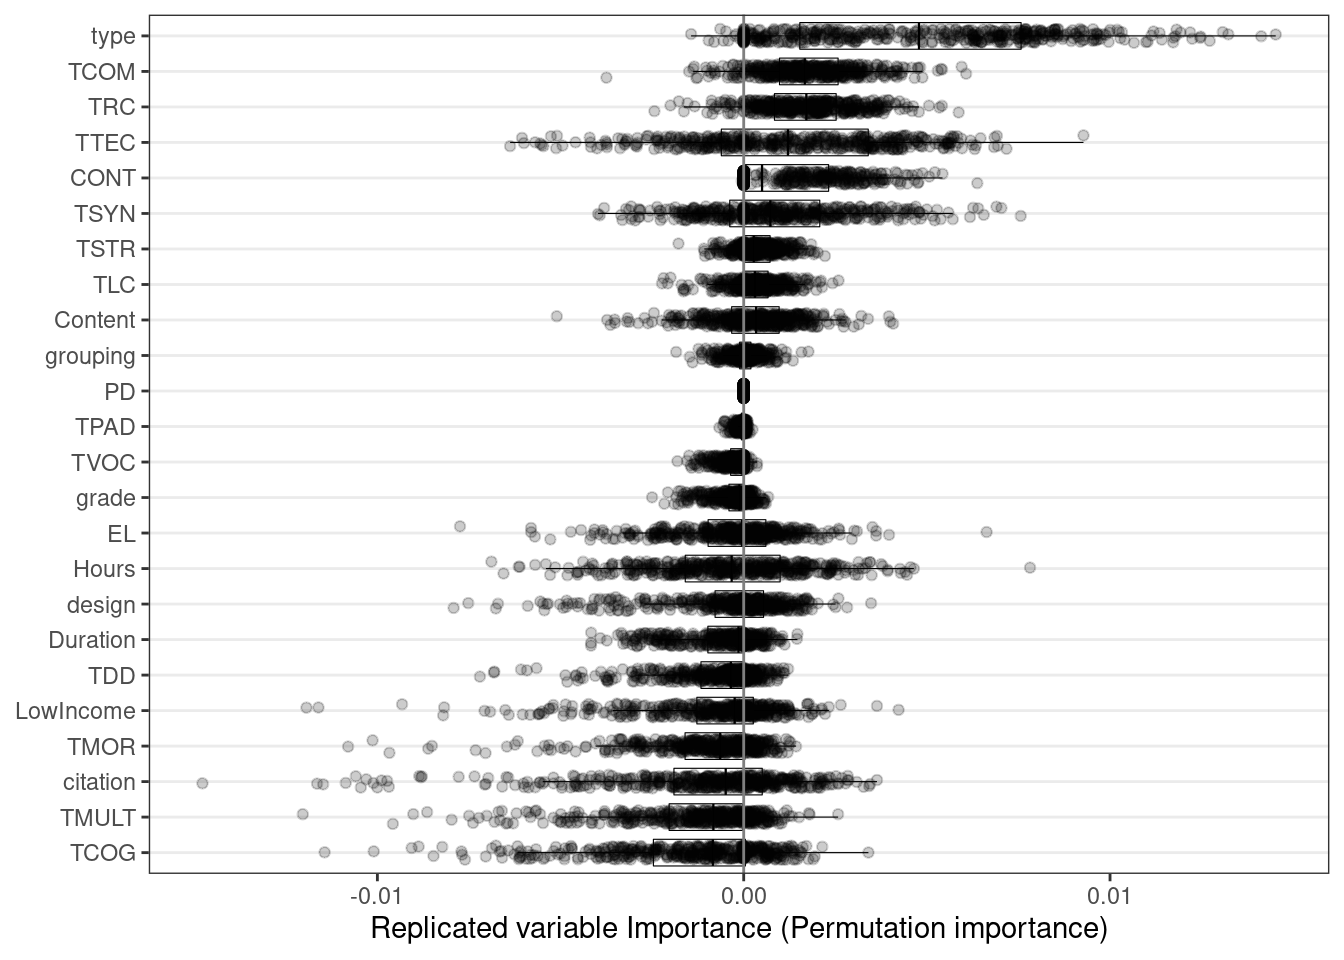 type
TCOM
TRC
TTEC
CONT
TSYN
TSTR
TLC
Content
grouping
PD
TPAD
TVOC
grade
EL
Hours
design
Duration
TDD
LowIncome
TMOR
citation
TMULT
TCOG
-0.01 0.00 0.01
Replicated variable Importance (Permutation importance)